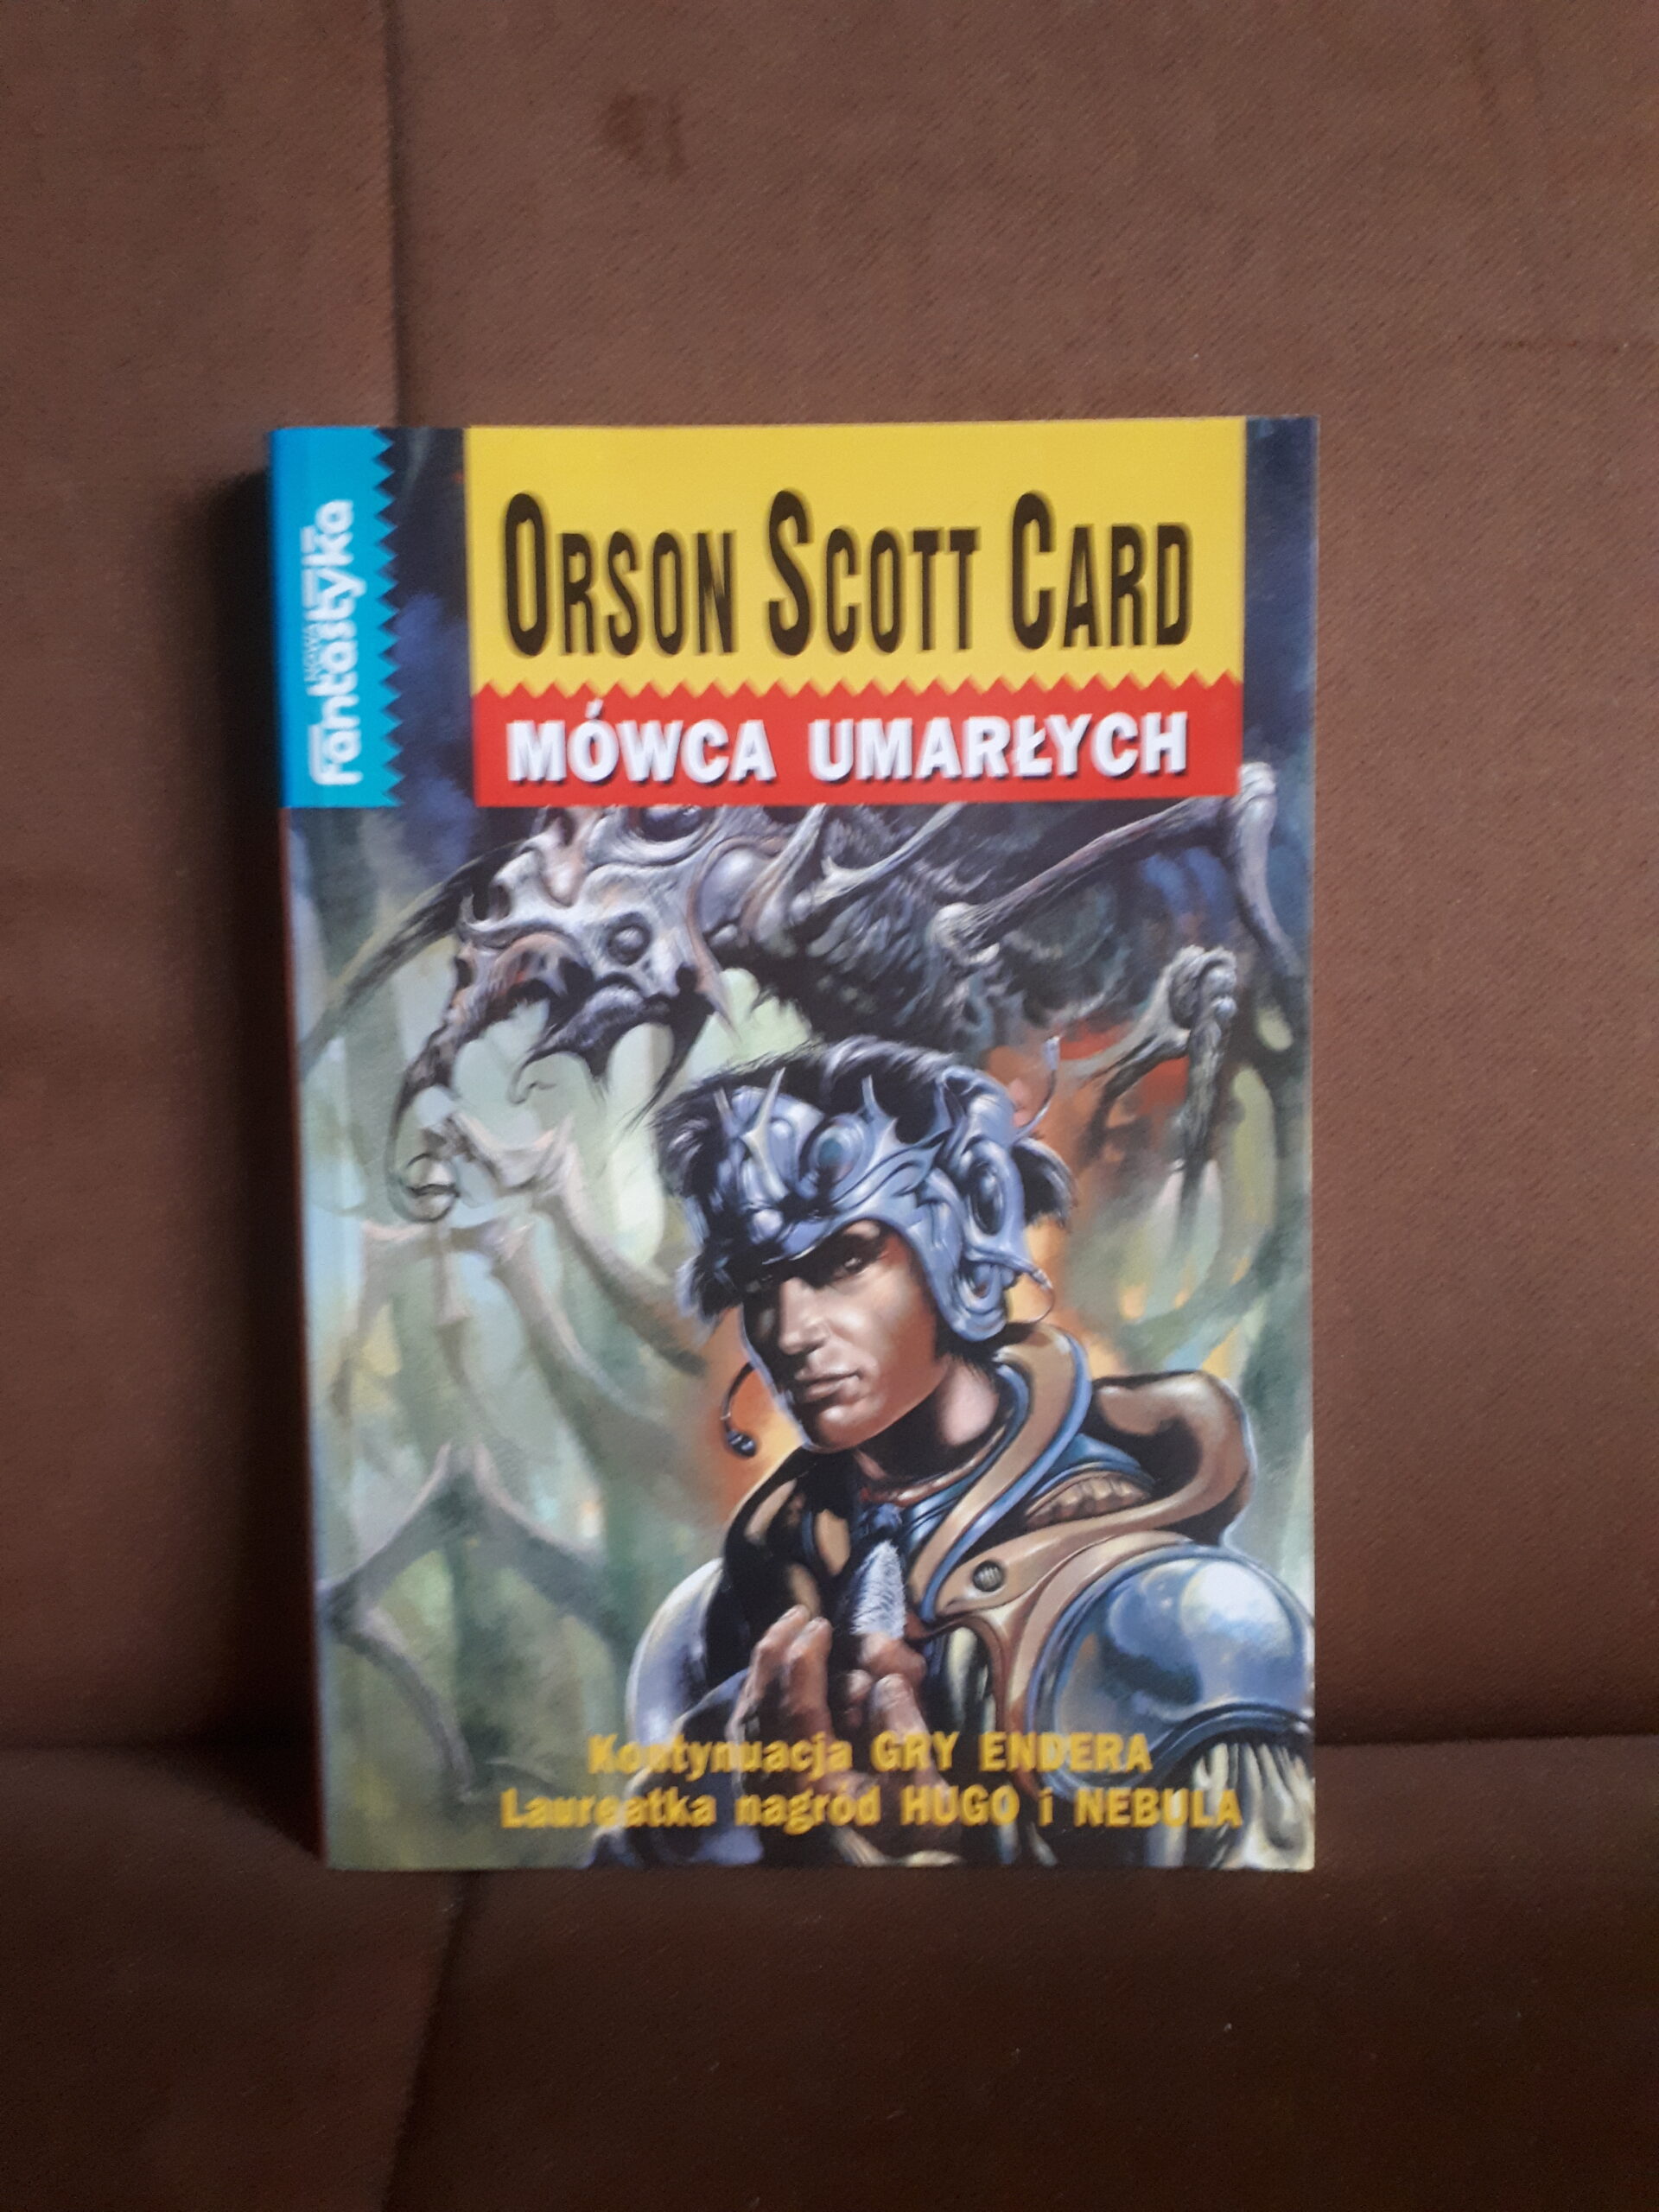 NOWA
Fantastyka
ORSON SCOTT CARD
MÓWCA UMARŁYCH
Kontynuacja GRY ENDERA
Laureatka nagród HUGO i NEBULA